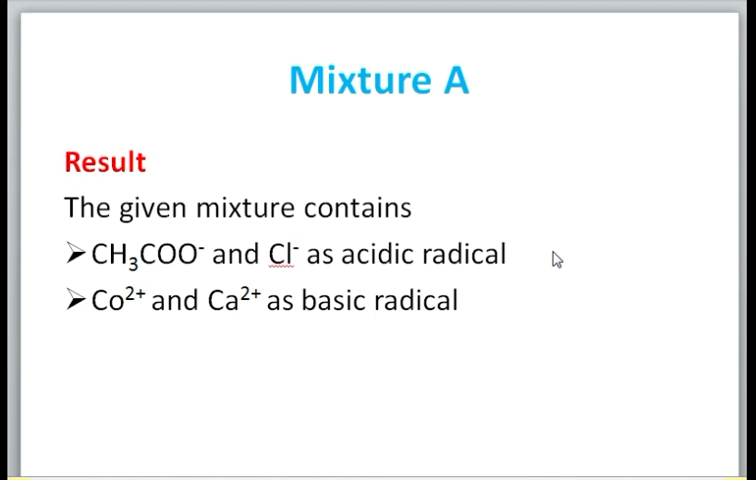 Mixture A
Result
The given mixture contains
➢CH₃COO⁻ and Cl⁻ as acidic radical
➢Co²⁺ and Ca²⁺ as basic radical